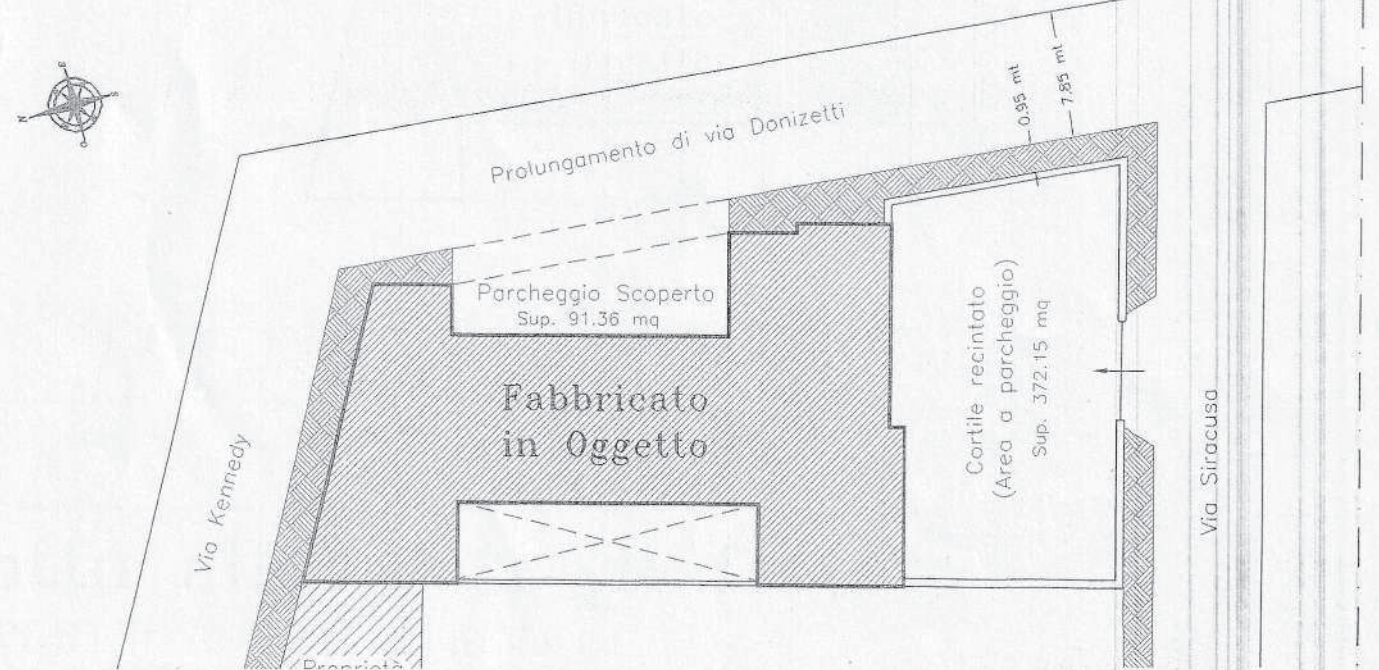 N
E
S
O
Prolungamento di via Donizetti
0.95 mt
7.85 mt
Parcheggio Scoperto
Sup. 91.36 mq
Fabbricato
in Oggetto
Cortile recintato
(Area a parcheggio)
Sup. 372.15 mq
Via Kennedy
Via Siracusa
Proprietà